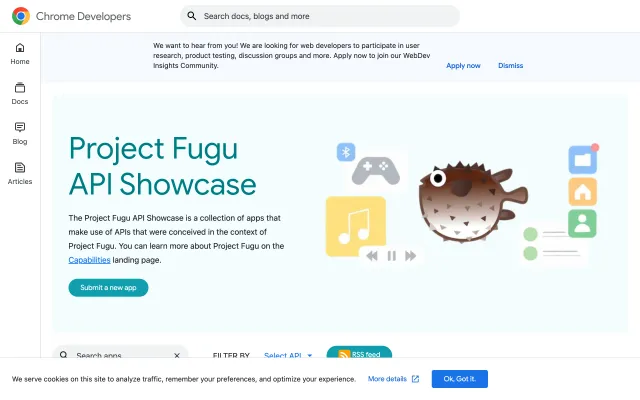 Chrome Developers
Search docs, blogs and more
Home
Docs
Blog
Articles
We want to hear from you! We are looking for web developers to participate in user
research, product testing, discussion groups and more. Apply now to join our WebDev
Insights Community.
Apply now
Dismiss
Project Fugu
API Showcase
The Project Fugu API Showcase is a collection of apps that
make use of APIs that were conceived in the context of
Project Fugu. You can learn more about Project Fugu on the
Capabilities landing page.
Submit a new app
Search apps
FILTER BY
Select API
RSS feed
We serve cookies on this site to analyze traffic, remember your preferences, and optimize your experience.
More details
Ok, Got it.